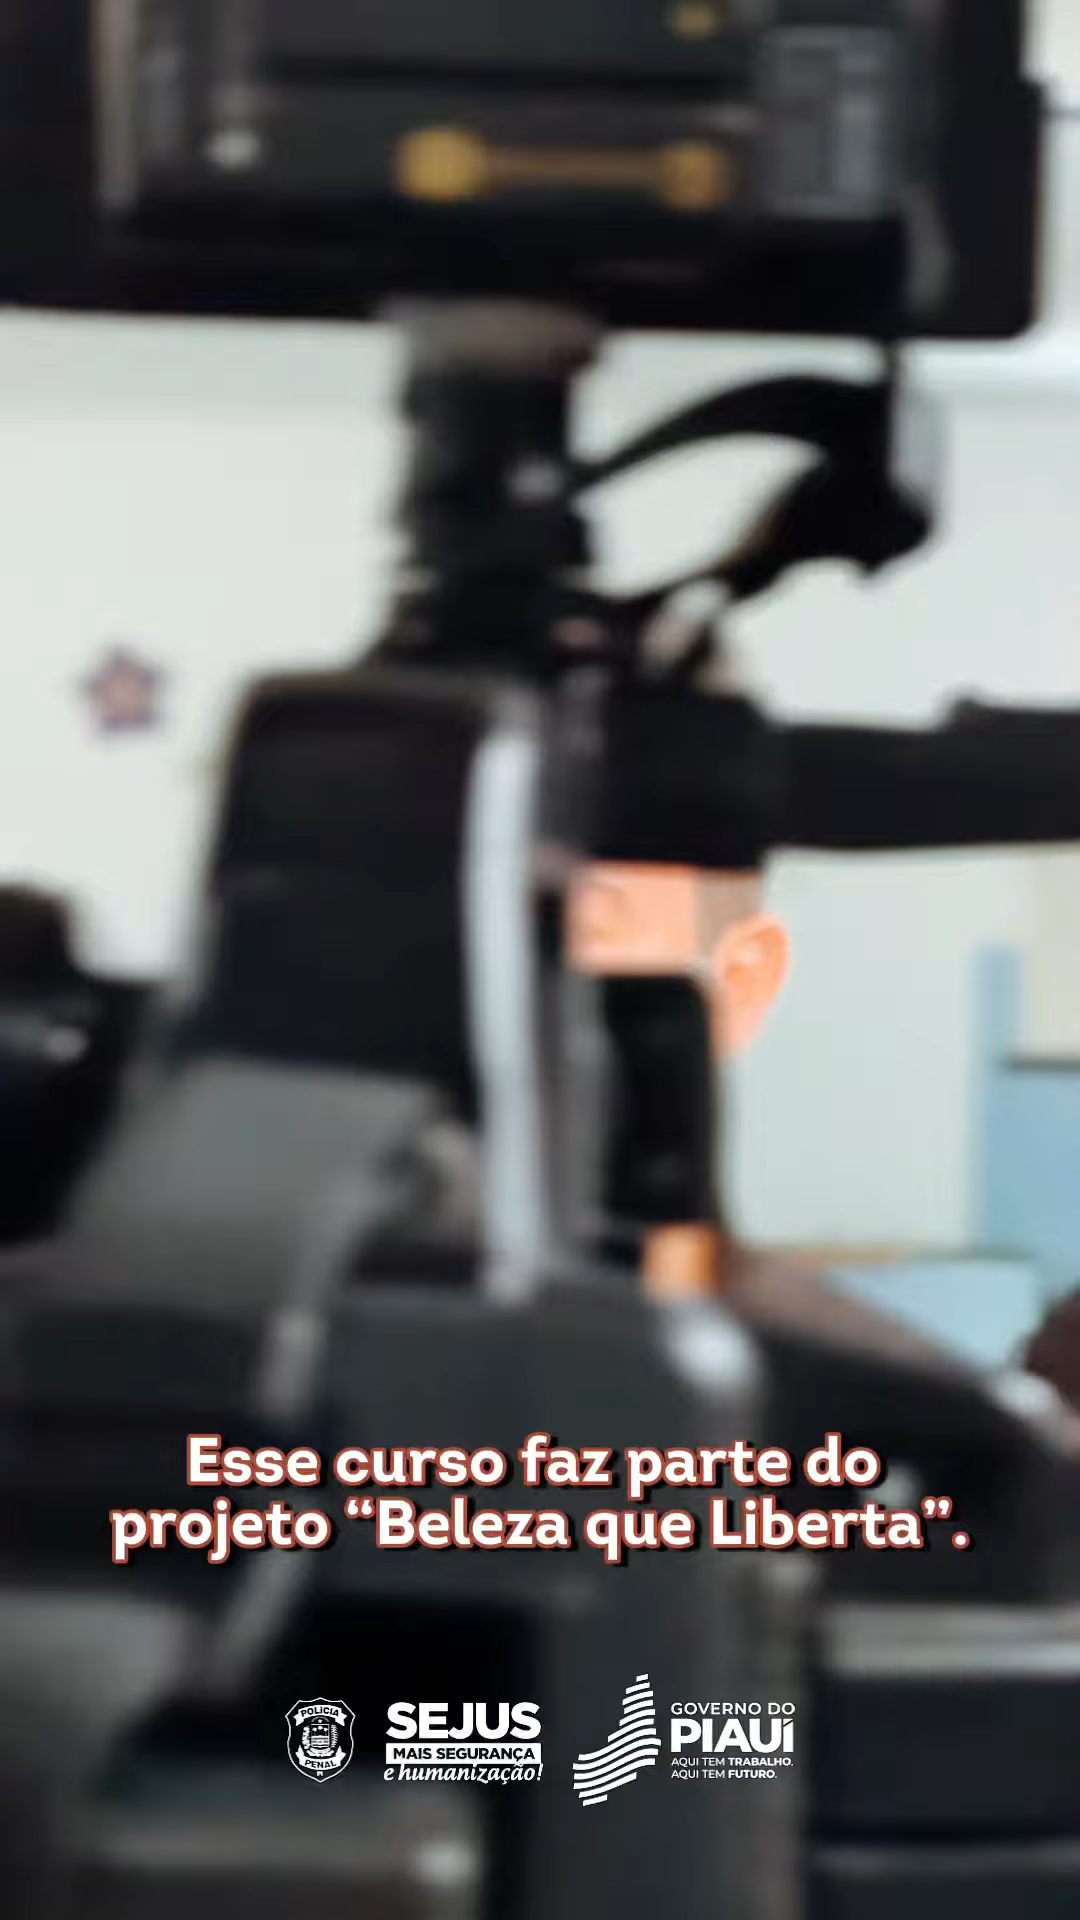 Esse curso faz parte do
projeto “Beleza que Liberta”.
POLÍCIA
PENAL
PI
SEJUS
MAIS SEGURANÇA
e humanização!
GOVERNO DO
PIAUÍ
AQUI TEM TRABALHO.
AQUI TEM FUTURO.